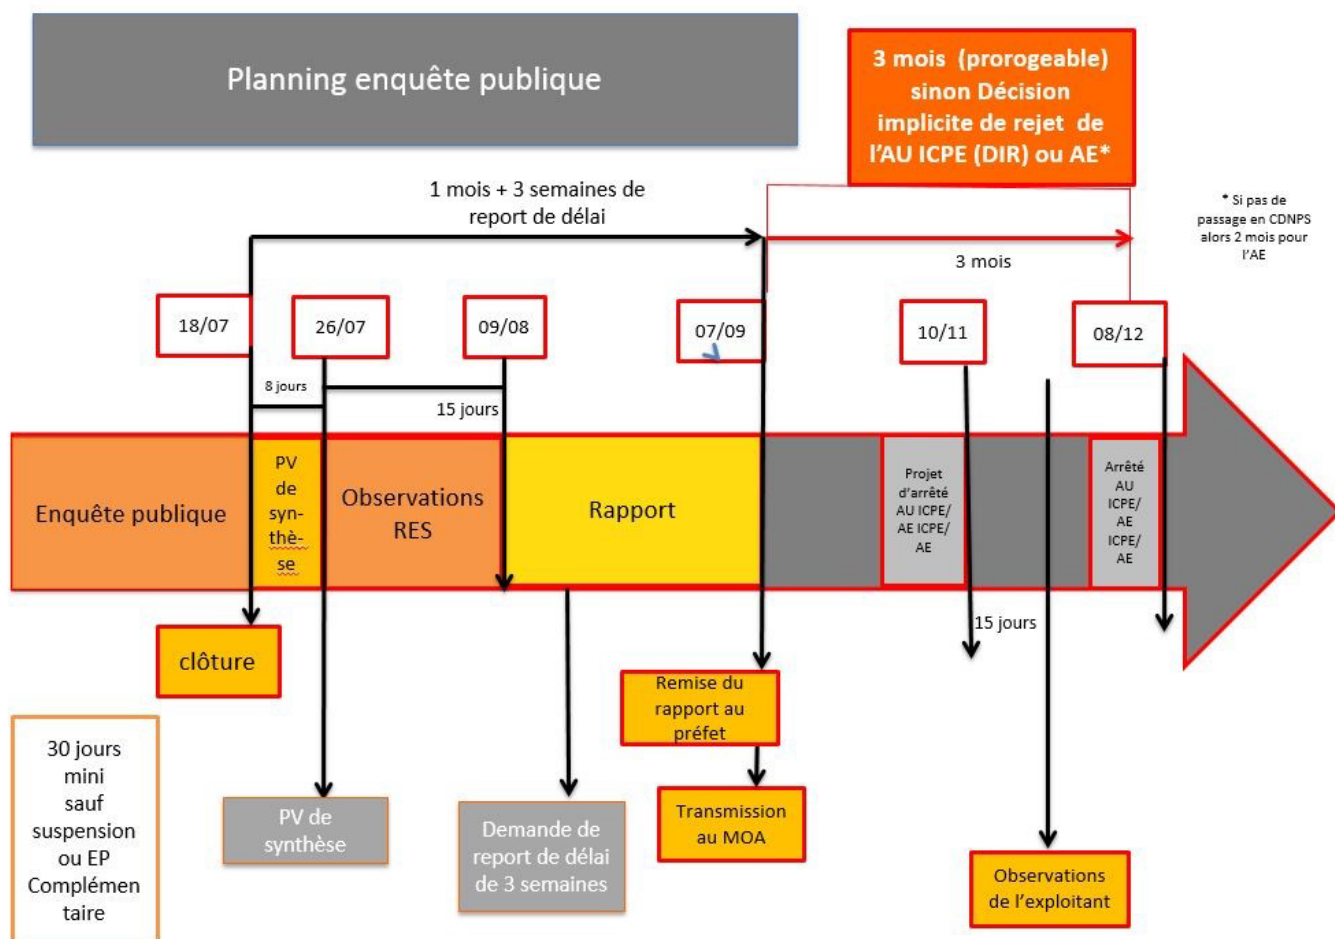 Planning enquête publique
3 mois (prorogeable)
sinon Décision
implicite de rejet de
l'AU ICPE (DIR) ou AE*
1 mois + 3 semaines de
report de délai
* Si pas de
passage en CDNPS
alors 2 mois pour
l'AE
3 mois
18/07
26/07
09/08
07/09
10/11
08/12
8 jours
15 jours
Enquête publique
PV
de
syn-
thè-
se
Observations
RES
Rapport
Projet
d'arrêté
AU ICPE/
AE ICPE/
AE
Arrêté
AU
ICPE/
AE
ICPE/
AE
15 jours
clôture
Remise du
rapport au
préfet
30 jours
mini
sauf
suspension
ou EP
Complémen
taire
PV de
synthèse
Demande de
report de délai
de 3 semaines
Transmission
au MOA
Observations
de l'exploitant